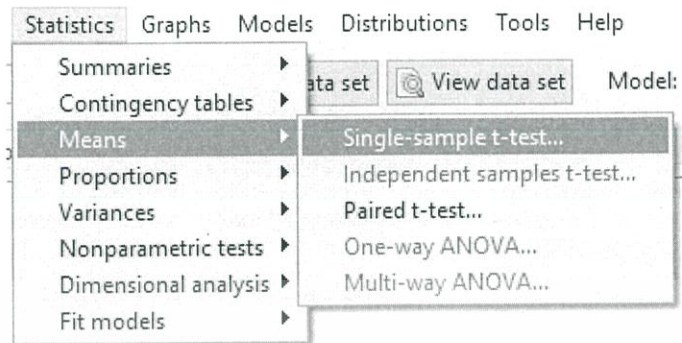 Statistics Graphs Models Distributions Tools Help
ata set View data set Model:
Summaries
Contingency tables
Means
Proportions
Variances
Nonparametric tests
Dimensional analysis
Fit models
Single-sample t-test...
Independent samples t-test...
Paired t-test...
One-way ANOVA...
Multi-way ANOVA...